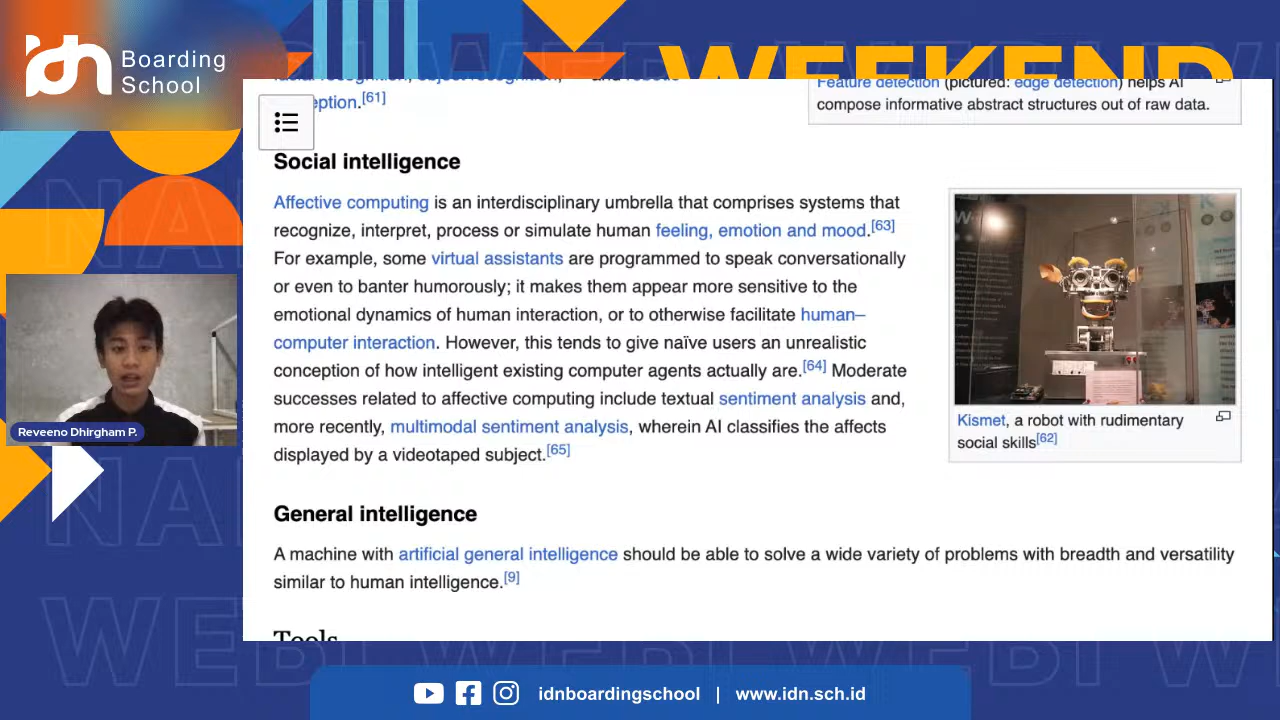 idn Boarding
School
WEEKEND
Feature detection (pictured: edge detection) helps AI
compose informative abstract structures out of raw data.
eption.[61]
Social intelligence
Affective computing is an interdisciplinary umbrella that comprises systems that
recognize, interpret, process or simulate human feeling, emotion and mood.[63]
For example, some virtual assistants are programmed to speak conversationally
or even to banter humorously; it makes them appear more sensitive to the
emotional dynamics of human interaction, or to otherwise facilitate human–
computer interaction. However, this tends to give naïve users an unrealistic
conception of how intelligent existing computer agents actually are.[64] Moderate
successes related to affective computing include textual sentiment analysis and,
more recently, multimodal sentiment analysis, wherein AI classifies the affects
displayed by a videotaped subject.[65]
Kismet, a robot with rudimentary
social skills[62]
General intelligence
A machine with artificial general intelligence should be able to solve a wide variety of problems with breadth and versatility
similar to human intelligence.[9]
Tools
Reveeno Dhirgham P.
idnboardingschool | www.idn.sch.id